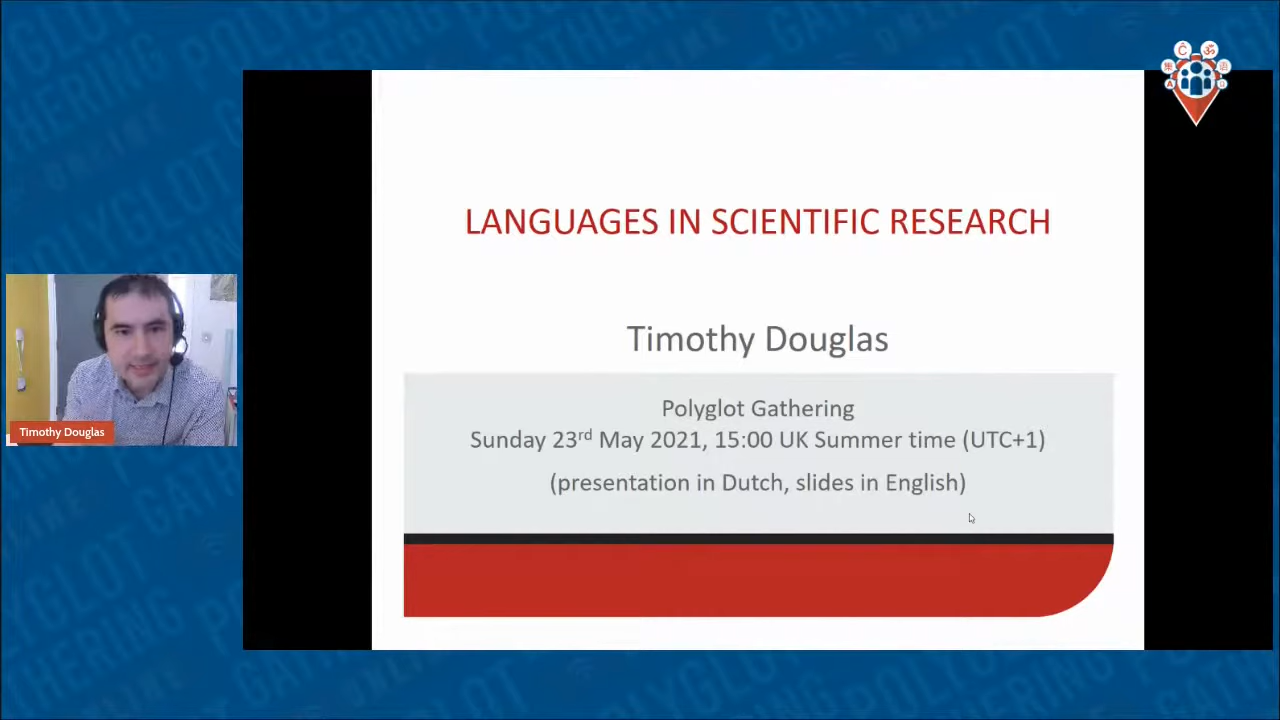 LANGUAGES IN SCIENTIFIC RESEARCH
Timothy Douglas
Polyglot Gathering
Sunday 23rd May 2021, 15:00 UK Summer time (UTC+1)
(presentation in Dutch, slides in English)
Timothy Douglas